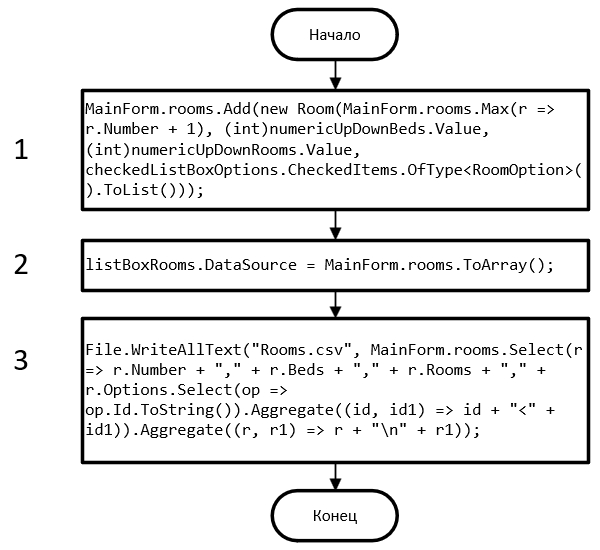 Начало
1
MainForm.rooms.Add(new Room(MainForm.rooms.Max(r =>
r.Number + 1), (int)numericUpDownBeds.Value,
(int)numericUpDownRooms.Value,
checkedListBoxOptions.CheckedItems.OfType<RoomOption>(
).ToList()));
2
listBoxRooms.DataSource = MainForm.rooms.ToArray();
3
File.WriteAllText("Rooms.csv", MainForm.rooms.Select(r
=> r.Number + "," + r.Beds + "," + r.Rooms + "," +
r.Options.Select(op =>
op.Id.ToString()).Aggregate((id, id1) => id + "<" +
id1)).Aggregate((r, r1) => r + "\n" + r1));
Конец